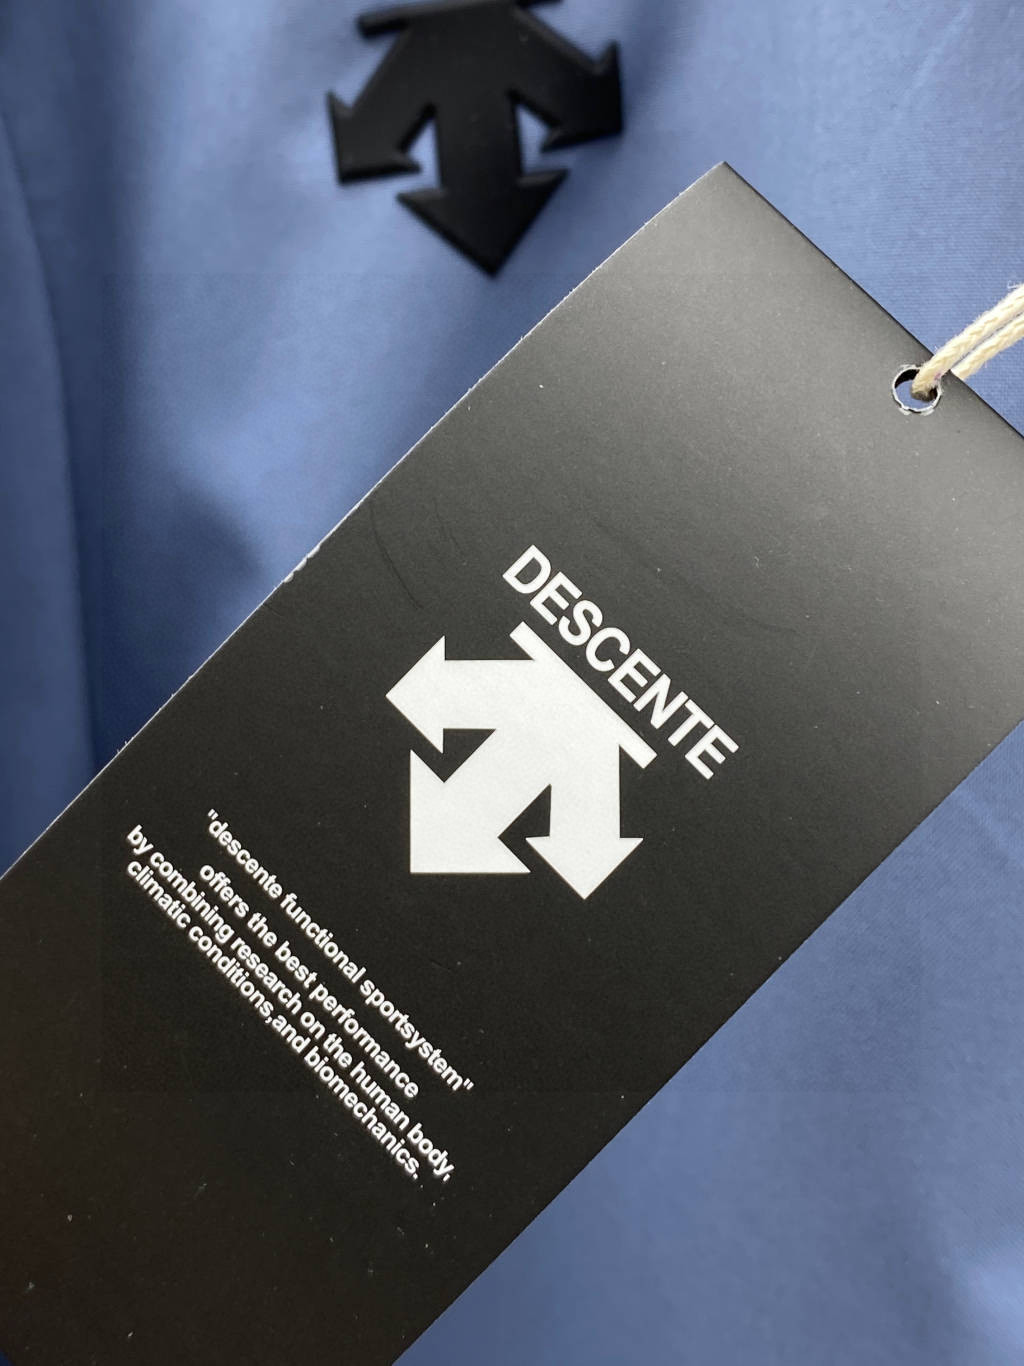 DESCENTE
"descente functional sportsystem"
offers the best performance
by combining research on the human body,
climatic conditions,and biomechanics.